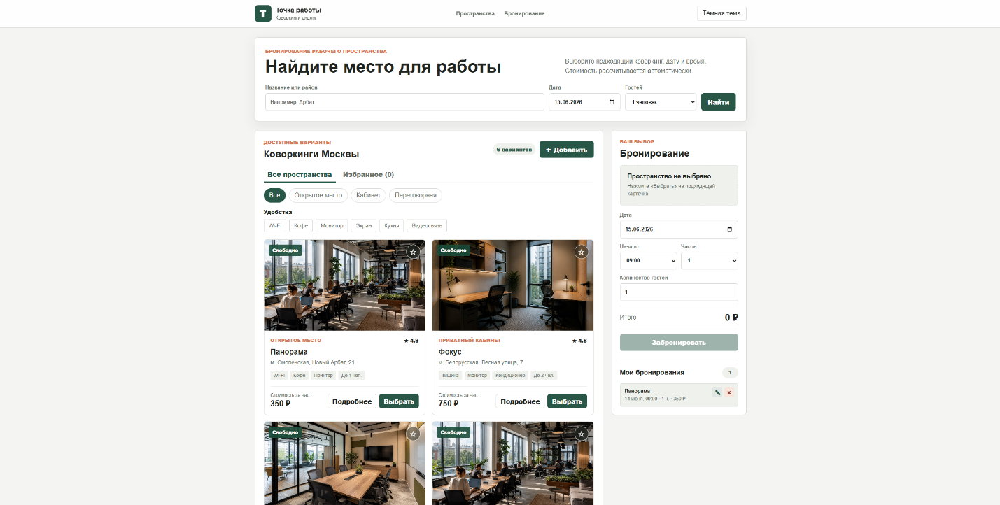 Т
Точка работы
Коворкинги рядом
Пространства
Бронирование
Темная тема
БРОНИРОВАНИЕ РАБОЧЕГО ПРОСТРАНСТВА
Найдите место для работы
Выберите подходящий коворкинг, дату и время.
Стоимость рассчитывается автоматически
Название или район
Дата
Гостей
Например, Арбат
15.06.2026
1 человек
Найти
ДОСТУПНЫЕ ВАРИАНТЫ
Коворкинги Москвы
6 вариантов
+ Добавить
Все пространства
Избранное (0)
Все
Открытое место
Кабинет
Переговорная
Удобства
Wi-Fi
Кофе
Монитор
Экран
Кухня
Видеосвязь
Свободно
ОТКРЫТОЕ МЕСТО
★ 4.9
Панорама
м. Смоленская, Новый Арбат, 21
Wi-Fi
Кофе
Принтер
До 1 чел.
Стоимость за час
350 ₽
Подробнее
Выбрать
Свободно
ПРИВАТНЫЙ КАБИНЕТ
★ 4.8
Фокус
м. Белорусская, Лесная улица, 7
Тишина
Монитор
Кондиционер
До 2 чел.
Стоимость за час
750 ₽
Подробнее
Выбрать
Свободно
Свободно
ВАШ ВЫБОР
Бронирование
Пространство не выбрано
Нажмите «Выбрать» на подходящей
карточке.
Дата
15.06.2026
Начало
Часов
09:00
1
Количество гостей
1
Итого
0 ₽
Забронировать
Мои бронирования
1
Панорама
14 июня, 09:00 · 1 ч. · 350 ₽